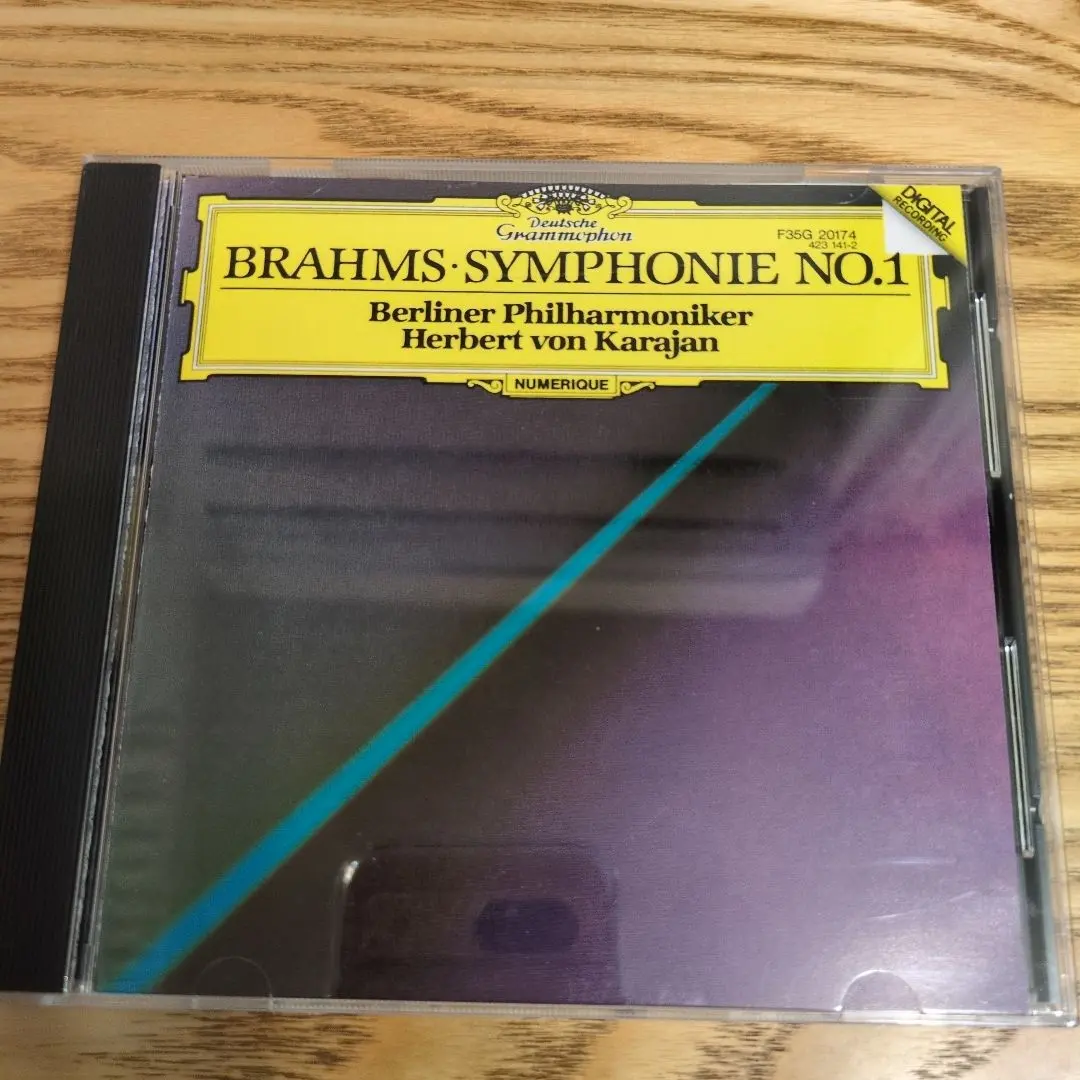 Deutsche
Grammophon
DIGITAL
RECORDING
F35G 20174
423 141-2
BRAHMS·SYMPHONIE NO.1
Berliner Philharmoniker
Herbert von Karajan
NUMERIQUE